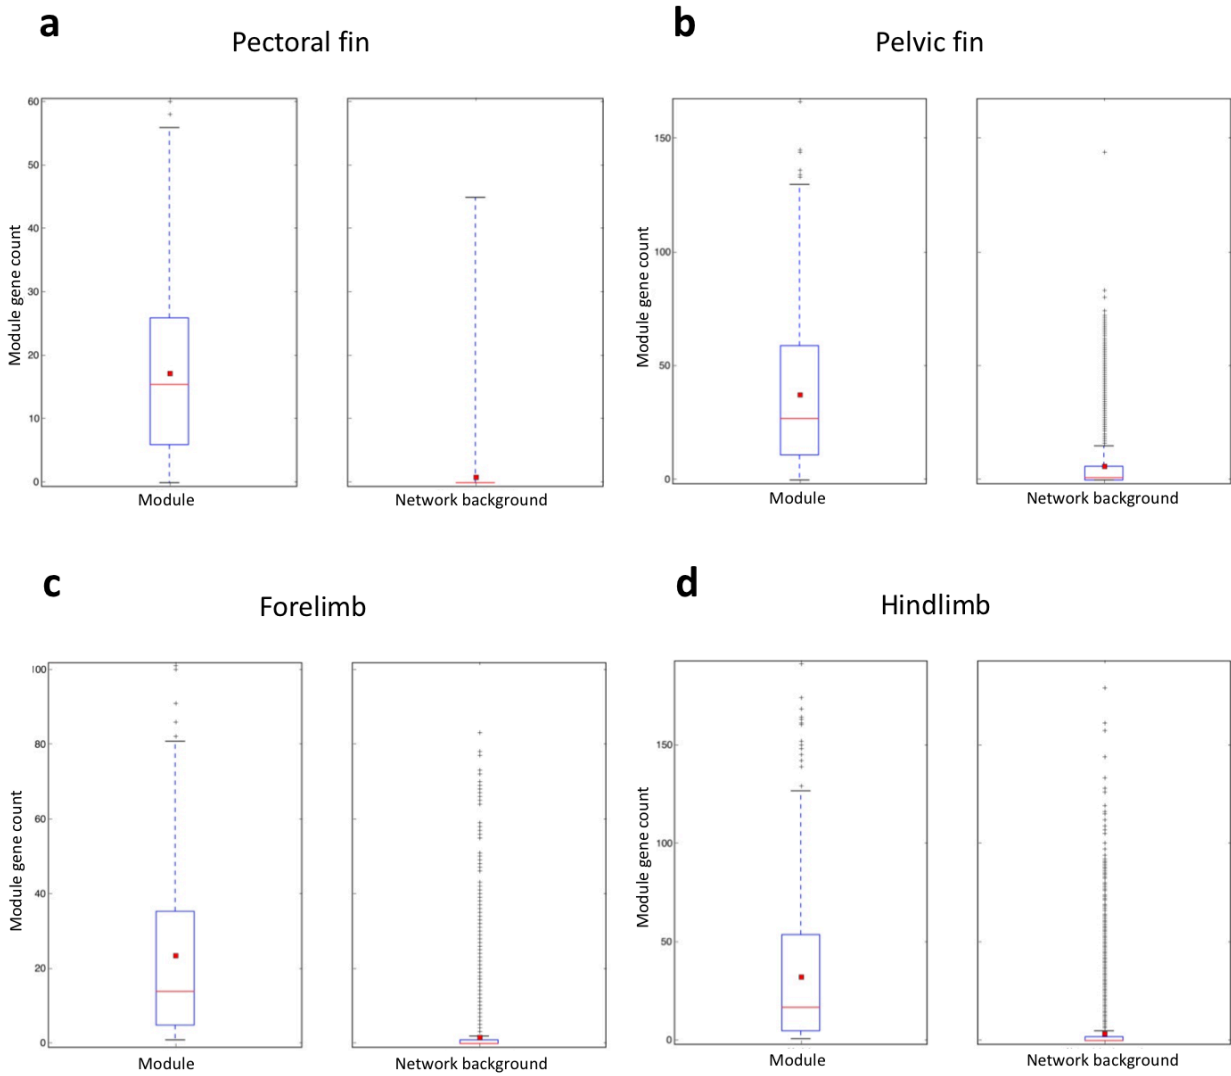 a
Pectoral fin
60
50
40
30
20
10
0
Module gene count
Module
Network background
b
Pelvic fin
150
100
50
0
Module gene count
Module
Network background
c
Forelimb
100
80
60
40
20
0
Module gene count
Module
Network background
d
Hindlimb
150
100
50
0
Module gene count
Module
Network background